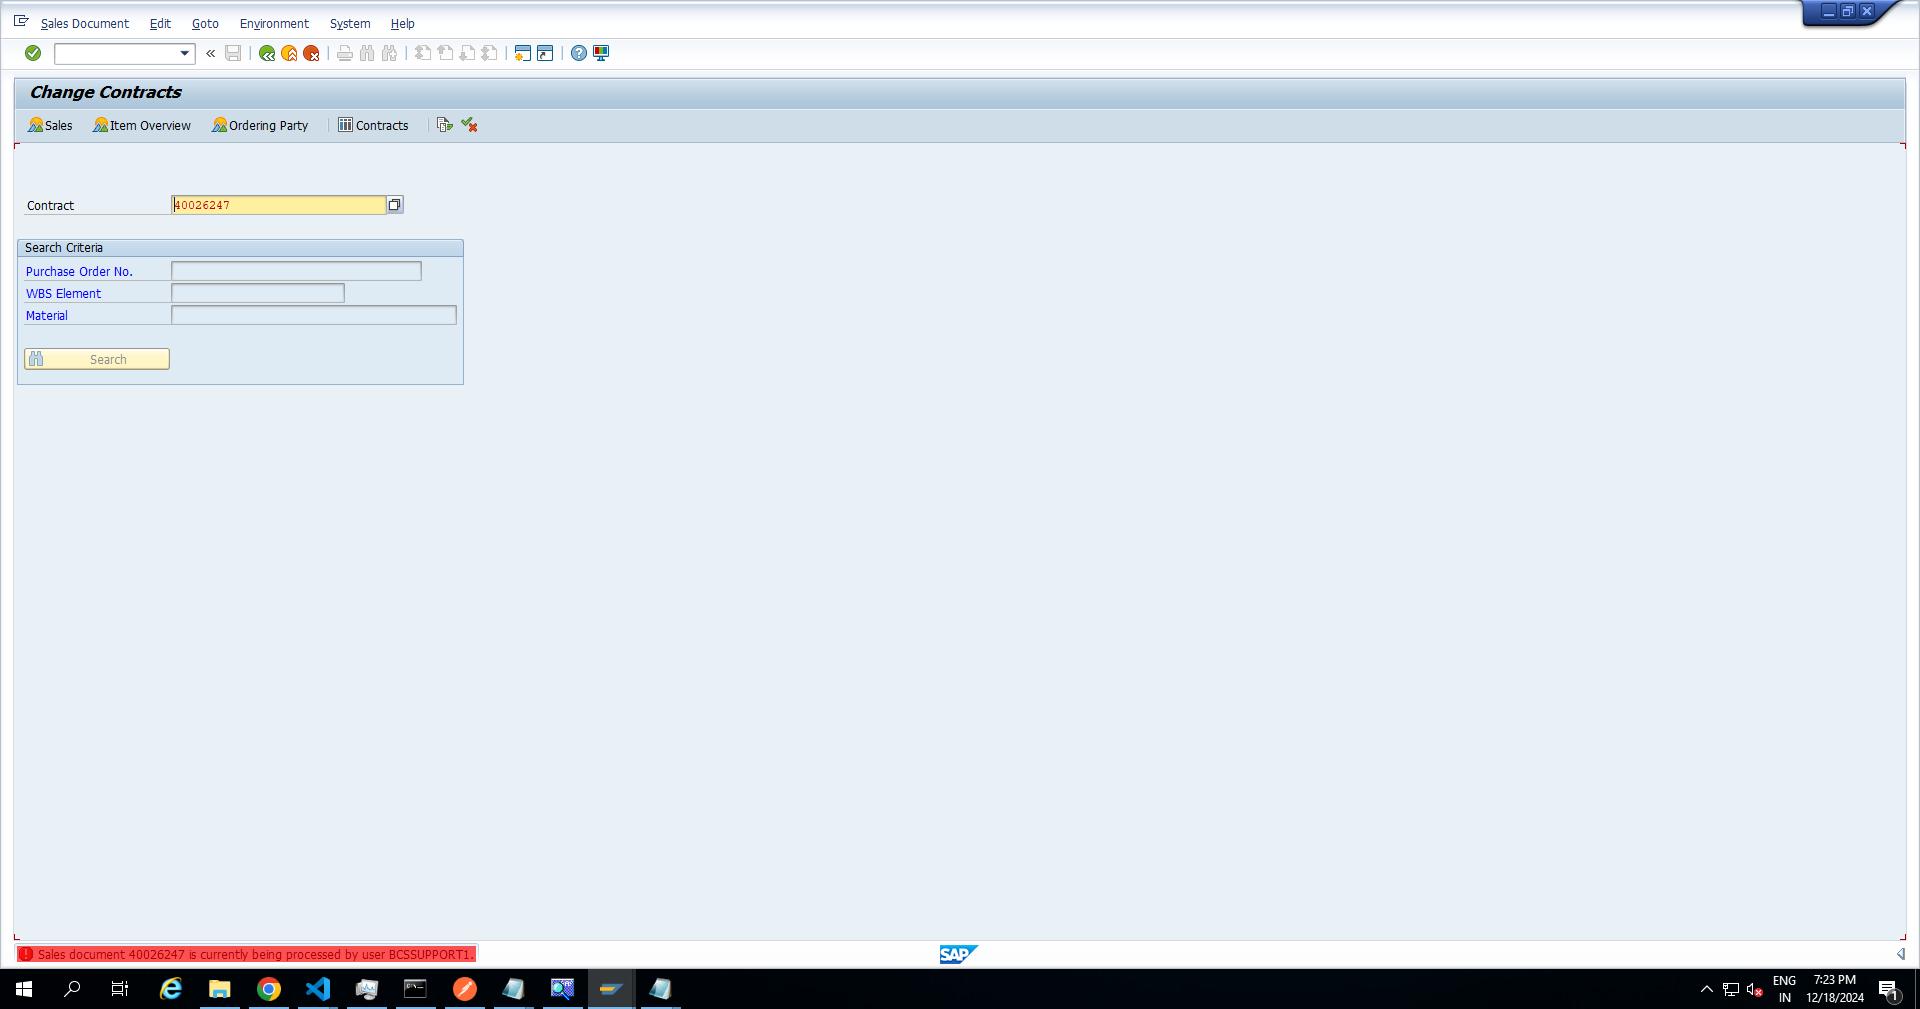 Sales Document Edit Goto Environment System Help
Change Contracts
Sales Item Overview Ordering Party Contracts
Contract 40026247
Search Criteria
Purchase Order No.
WBS Element
Material
Search
Sales document 40026247 is currently being processed by user BCSSUPPORT1.
SAP
ENG 7:23 PM
IN 12/18/2024
1